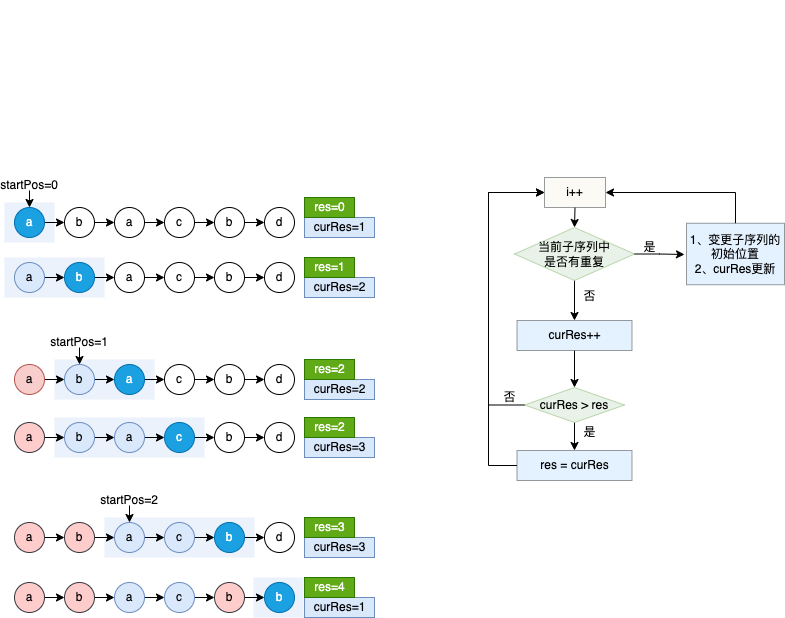 startPos=0
a b a c b d
res=0
curRes=1
a b a c b d
res=1
curRes=2
startPos=1
a b a c b d
res=2
curRes=2
a b a c b d
res=2
curRes=3
startPos=2
a b a c b d
res=3
curRes=3
a b a c b b
res=4
curRes=1
i++
当前子序列中
是否有重复
是
1、变更子序列的
初始位置
2、curRes更新
否
curRes++
否
curRes > res
是
res = curRes